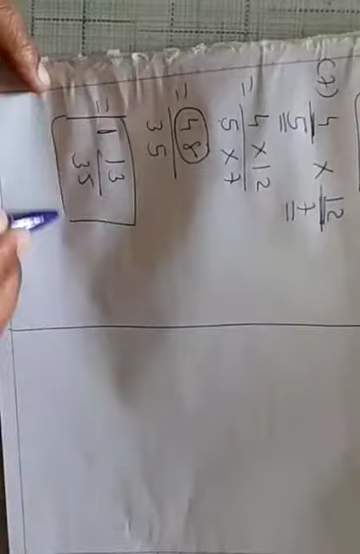 (7) 4/5 × 12/7 =
= 4 × 12 / 5 × 7
= 48 / 35
= 1 13/35